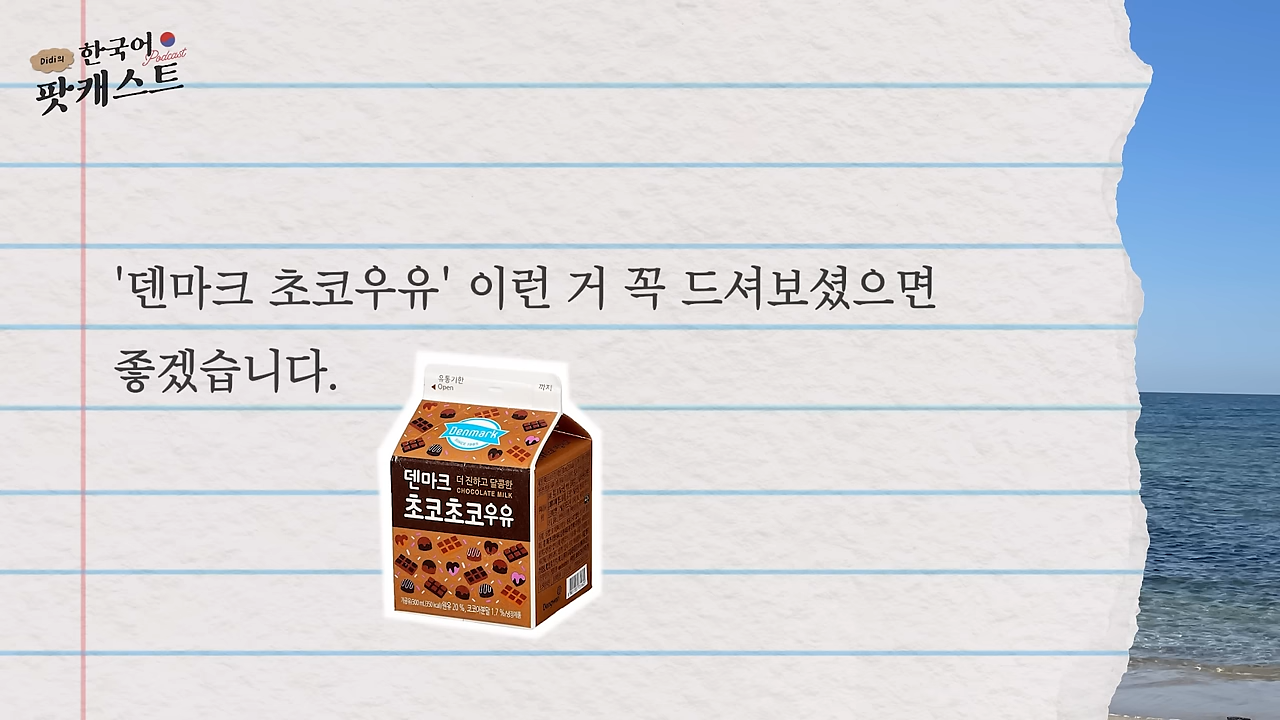 Didi의
한국어
Podcast
팟캐스트
'덴마크 초코우유' 이런 거 꼭 드셔보셨으면
좋겠습니다.
유통기한
◀Open
까지
Denmark
덴마크 더 진하고 달콤한
CHOCOLATE MILK
초코초코우유